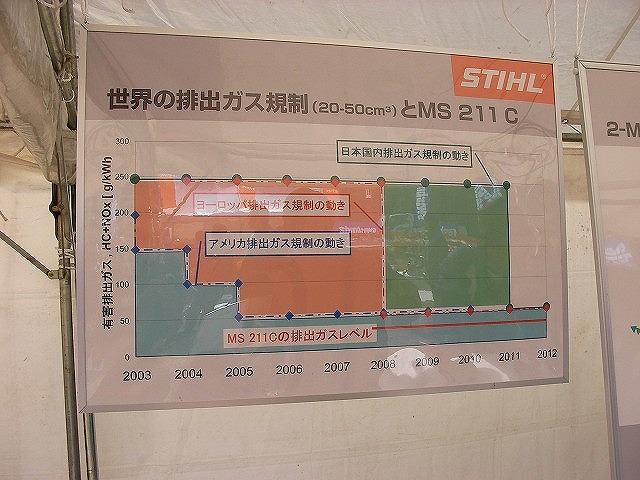 STIHL®
世界の排出ガス規制(20-50cm³)とMS 211 C
2-M
有害排出ガス, HC+NOx [ g/kWh
300
250
200
150
100
50
0
日本国内排出ガス規制の動き
ヨーロッパ排出ガス規制の動き
アメリカ排出ガス規制の動き
MS 211Cの排出ガスレベル
2003 2004 2005 2006 2007 2008 2009 2010 2011 2012